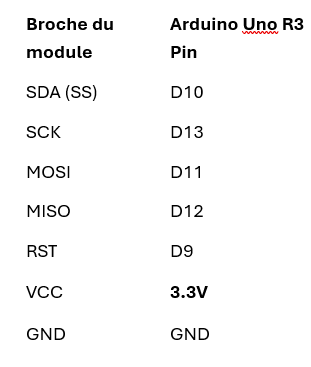 Broche du module Arduino Uno R3 Pin
SDA (SS) D10
SCK D13
MOSI D11
MISO D12
RST D9
VCC 3.3V
GND GND